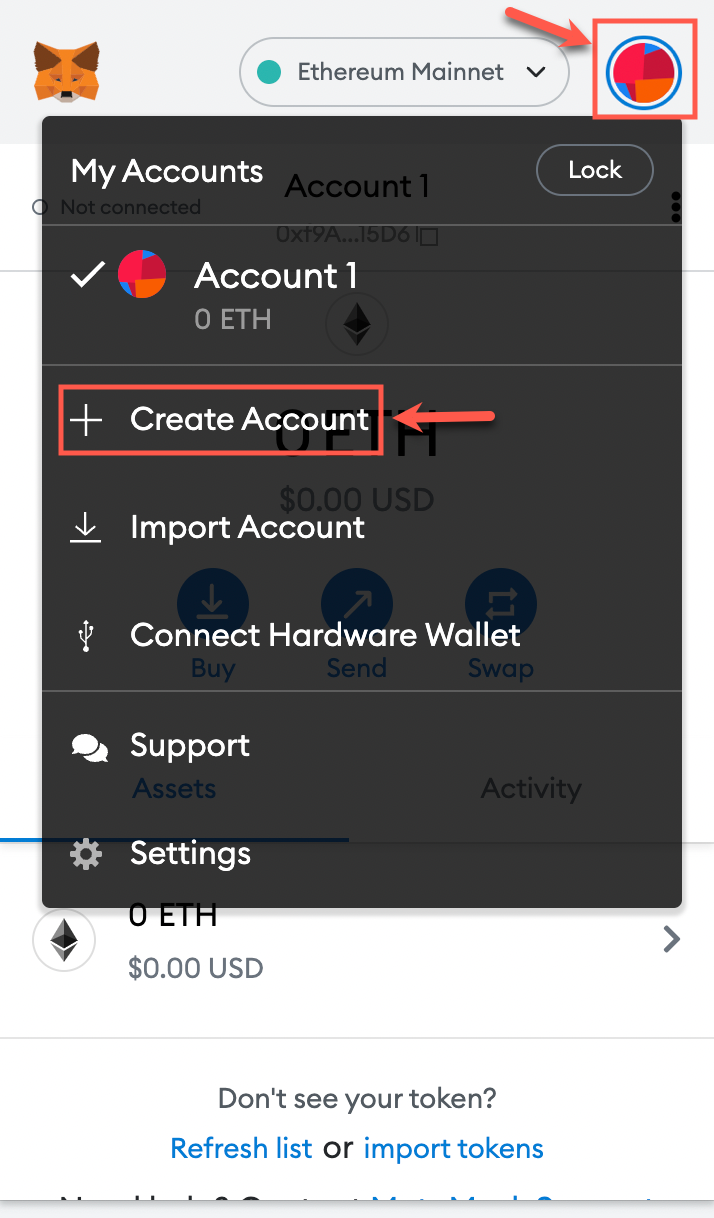 Ethereum Mainnet
My Accounts
Lock
Account 1
Not connected
0xf9A...15D6
Account 1
0 ETH
Create Account
0 ETH
$0.00 USD
Import Account
Connect Hardware Wallet
Buy
Send
Swap
Support
Assets
Activity
Settings
0 ETH
$0.00 USD
Don't see your token?
Refresh list or import tokens